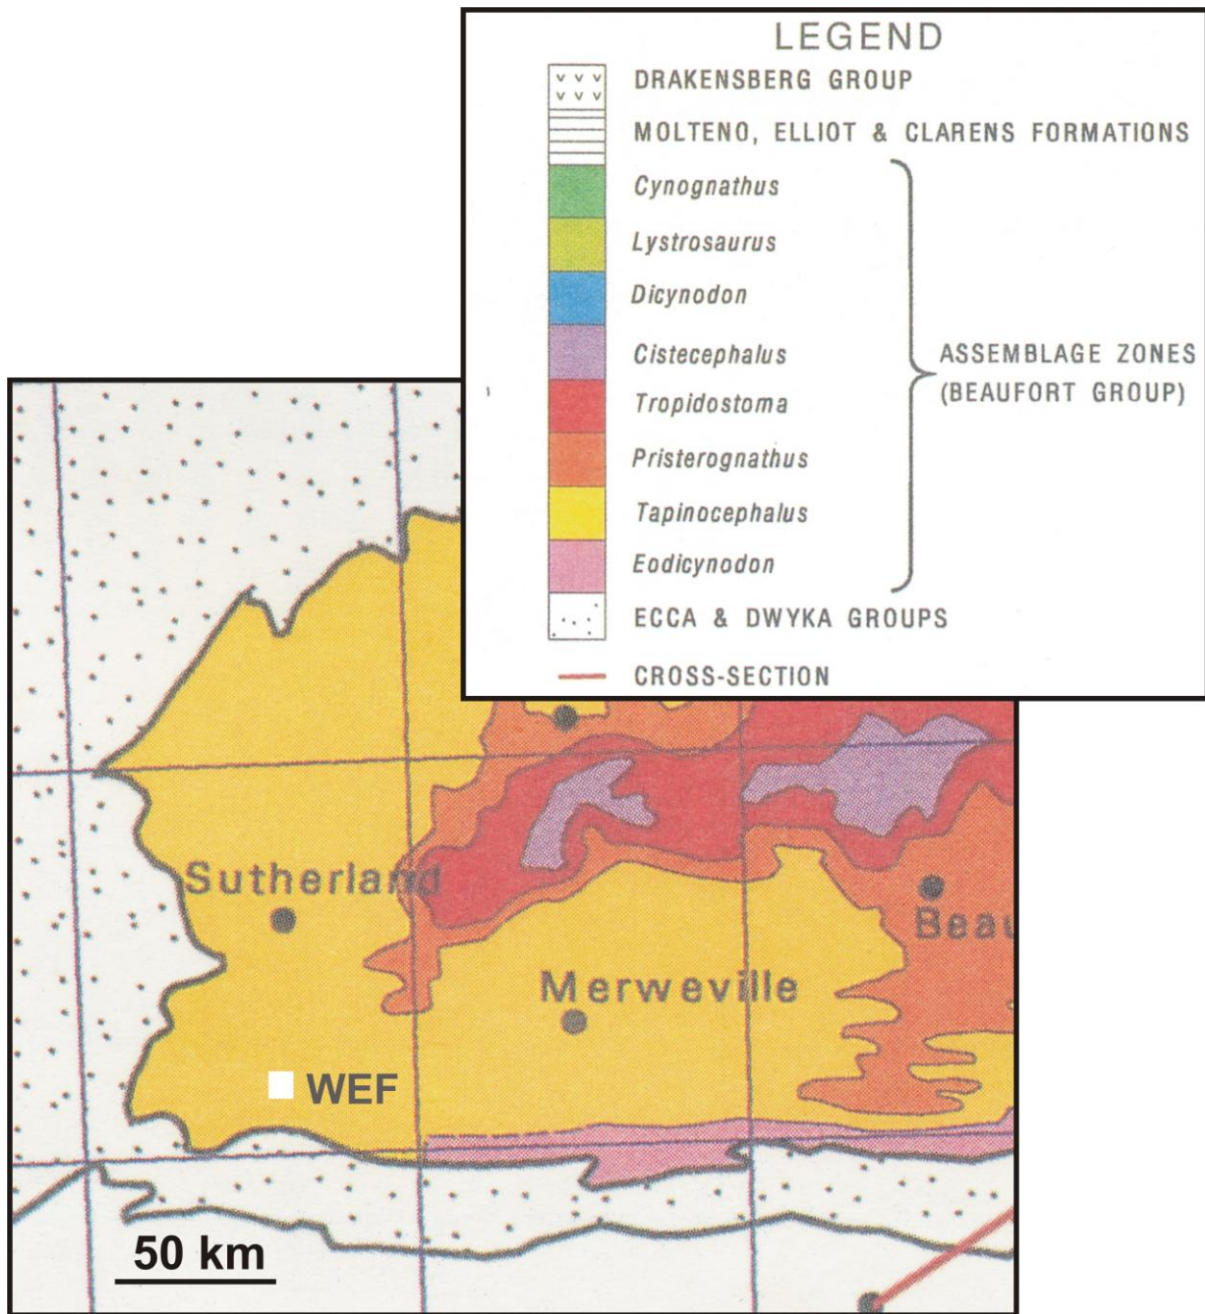 LEGEND
DRAKENSBERG GROUP
MOLTENO, ELLIOT & CLARENS FORMATIONS
Cynognathus
Lystrosaurus
Dicynodon
Cistecephalus
Tropidostoma
Pristerognathus
Tapinocephalus
Eodicynodon
ASSEMBLAGE ZONES
(BEAUFORT GROUP)
ECCA & DWYKA GROUPS
CROSS-SECTION
Sutherland
Beau
Merweville
WEF
50 km